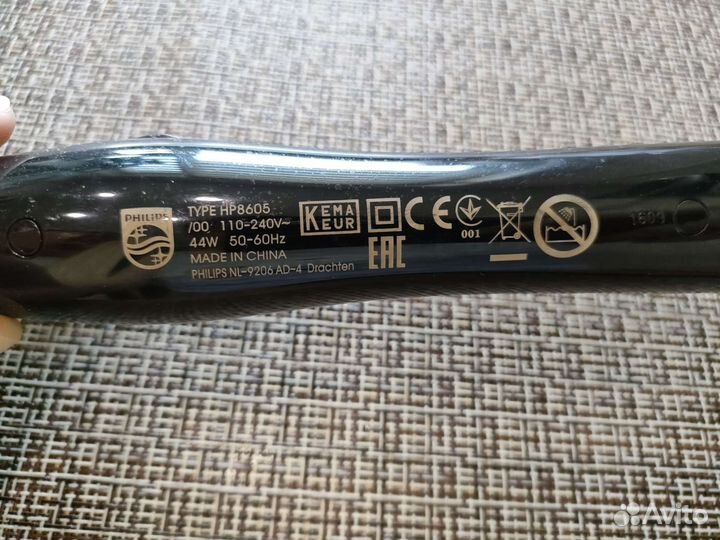 PHILIPS
TYPE HP8605
/00 110-240V~
44W 50-60Hz
MADE IN CHINA
PHILIPS NL-9206 AD-4 Drachten
KEMA
KEUR
CE
001
EAC
Avito